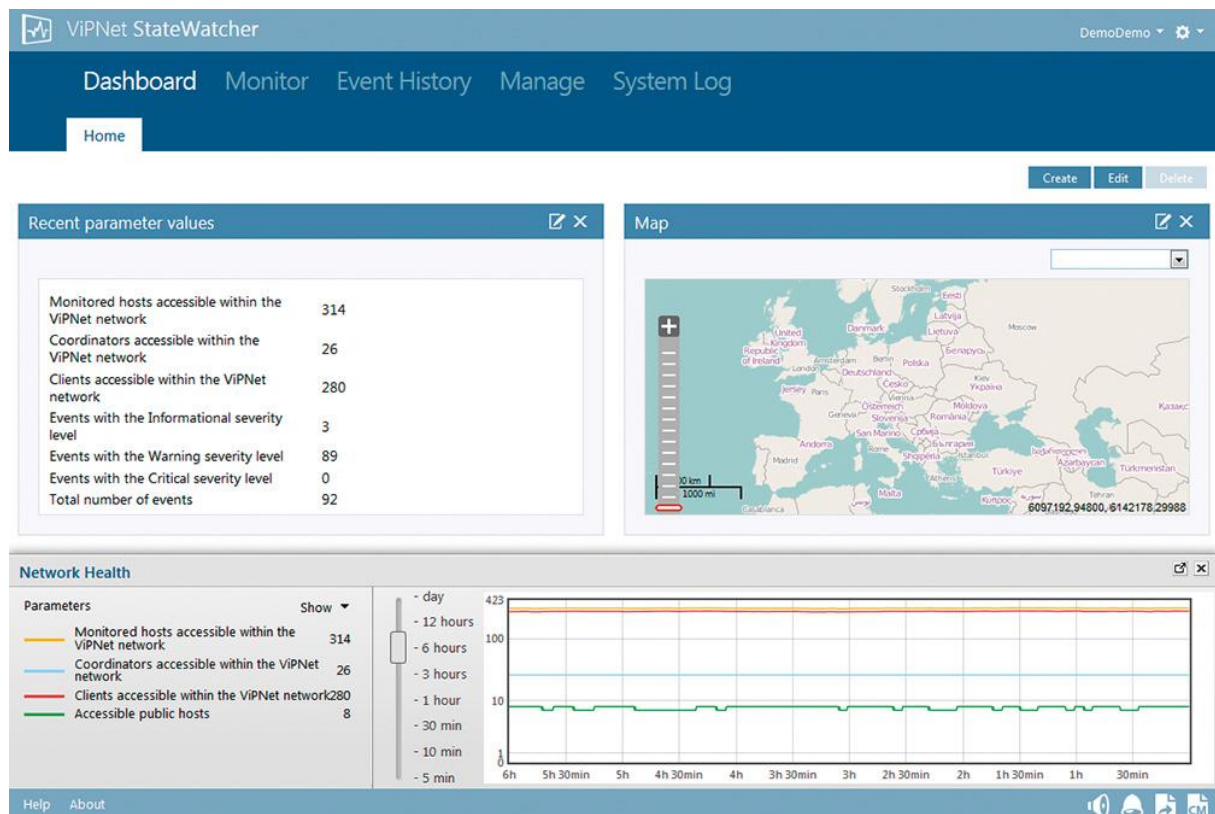 ViPNet StateWatcher
DemoDemo
Dashboard Monitor Event History Manage System Log
Home
Create Edit Delete
Recent parameter values
Monitored hosts accessible within the
ViPNet network 314
Coordinators accessible within the
ViPNet network 26
Clients accessible within the ViPNet
network 280
Events with the Informational severity
level 3
Events with the Warning severity level 89
Events with the Critical severity level 0
Total number of events 92
Map
Stockholm
Eesti
Latvija
Moscow
United
Kingdom
Danmark
Lietuva
Republic
of Ireland
Amsterdam Berlin Polska
Беларусь
London
Deutschland
Kiev
Jersey Paris
Česko
Україна
Vienna
Österreich
Moldova
Geneva
Slovenija
România
San Marino Србија
Andorra
България
Rome
Shqipëria
Istanbul
Azərbaycan
Madrid
Türkiye
Türkmenistan
Athens
1000 mi
Malta
Tehran
Casablanca
6097192,94800, 6142178,29988
Network Health
Parameters Show
Monitored hosts accessible within the
ViPNet network 314
Coordinators accessible within the ViPNet
network 26
Clients accessible within the ViPNet network280
Accessible public hosts 8
- day
- 12 hours
- 6 hours
- 3 hours
- 1 hour
- 30 min
- 10 min
- 5 min
423
100
10
1
0
6h 5h 30min 5h 4h 30min 4h 3h 30min 3h 2h 30min 2h 1h 30min 1h 30min
Help About
CM